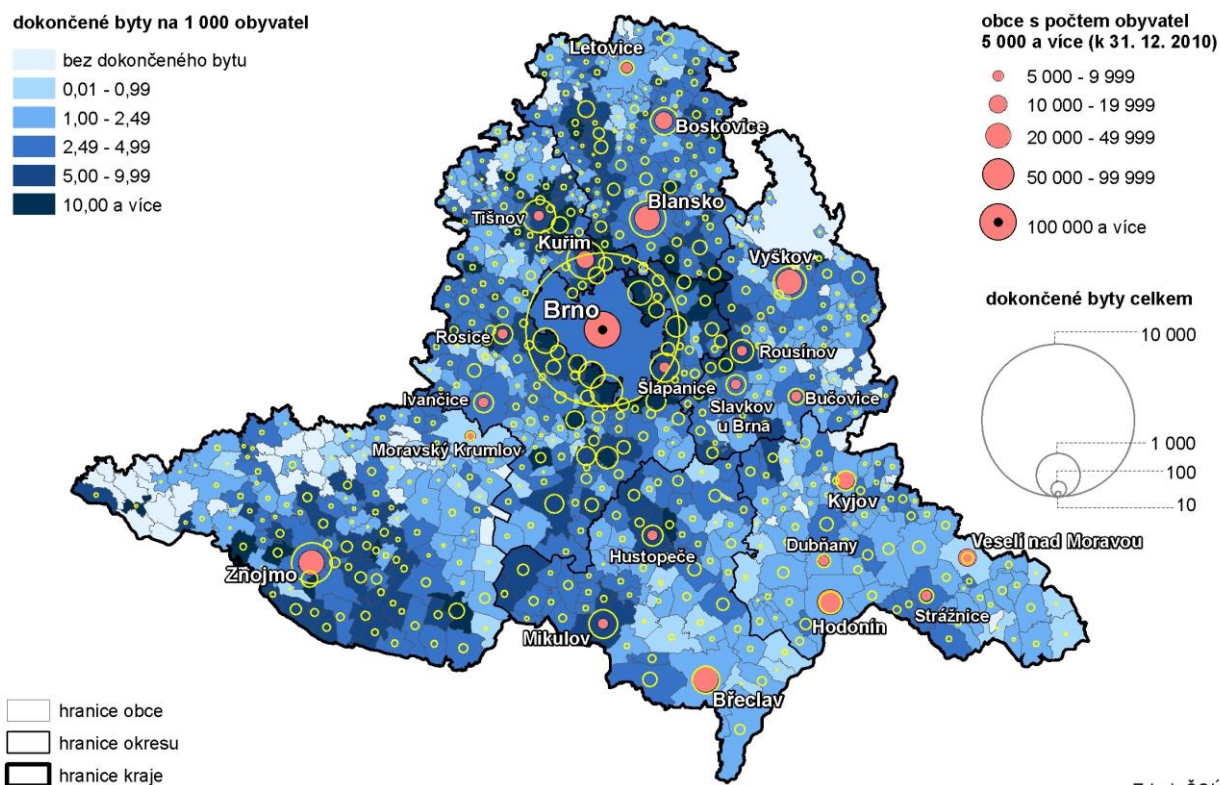 dokončené byty na 1 000 obyvatel
bez dokončeného bytu
0,01 - 0,99
1,00 - 2,49
2,49 - 4,99
5,00 - 9,99
10,00 a více
obce s počtem obyvatel
5 000 a více (k 31. 12. 2010)
5 000 - 9 999
10 000 - 19 999
20 000 - 49 999
50 000 - 99 999
100 000 a více
dokončené byty celkem
10 000
1 000
100
10
Letovice
Boskovice
Blansko
Tišnov
Kuřim
Vyškov
Brno
Rosice
Rousínov
Šlapanice
Ivančice
Slavkov
u Brna
Bučovice
Moravský Krumlov
Kyjov
Dubňany
Veselí nad Moravou
Hustopeče
Znojmo
Strážnice
Hodonín
Mikulov
Břeclav
hranice obce
hranice okresu
hranice kraje